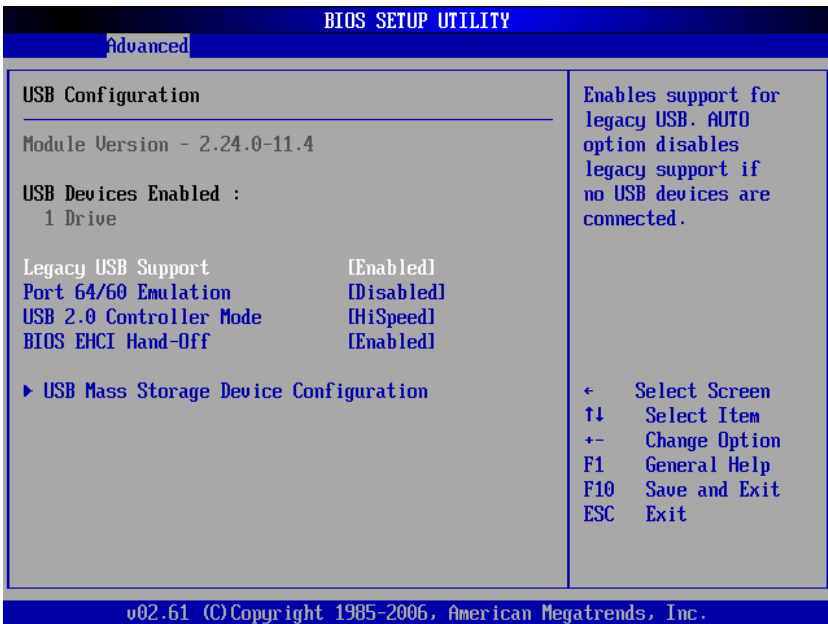 BIOS SETUP UTILITY
Advanced
USB Configuration
Module Version - 2.24.0-11.4
USB Devices Enabled :
1 Drive
Legacy USB Support [Enabled]
Port 64/60 Emulation [Disabled]
USB 2.0 Controller Mode [HiSpeed]
BIOS EHCI Hand-Off [Enabled]
▶ USB Mass Storage Device Configuration
Enables support for
legacy USB. AUTO
option disables
legacy support if
no USB devices are
connected.
← Select Screen
↑↓ Select Item
+- Change Option
F1 General Help
F10 Save and Exit
ESC Exit
v02.61 (C)Copyright 1985-2006, American Megatrends, Inc.